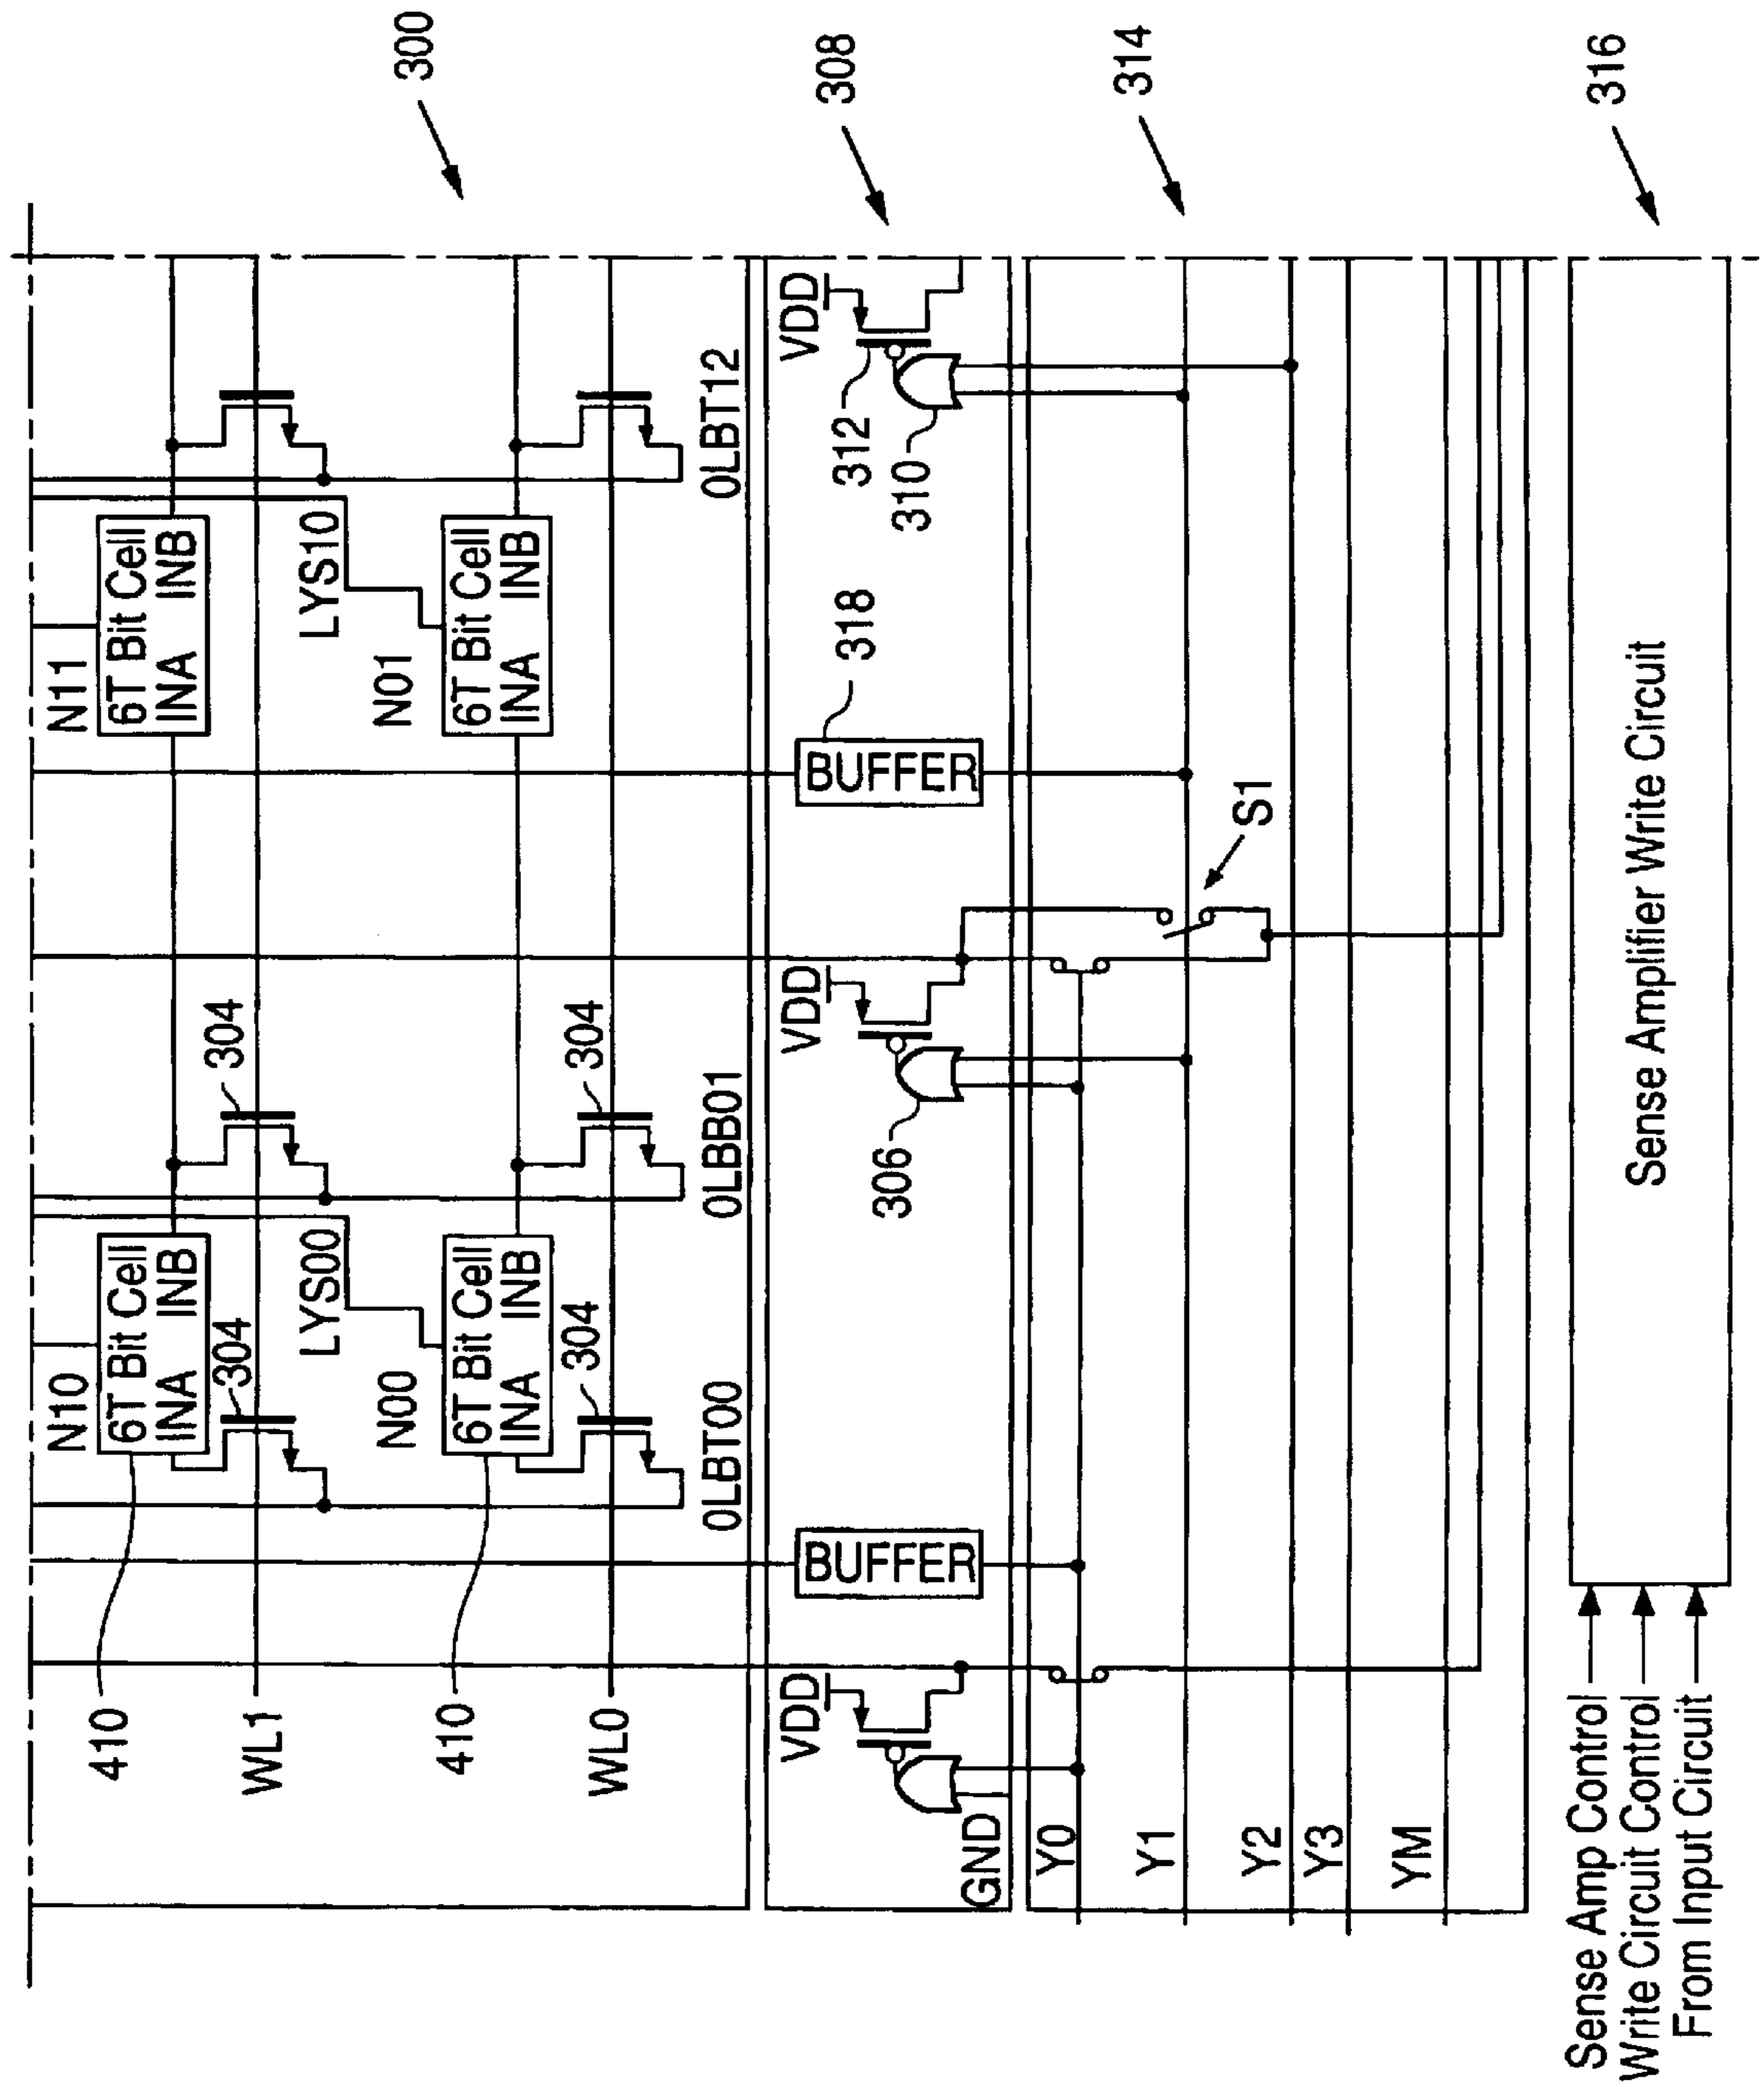 300
N10
6T Bit Cell
INA INB
304
304
N11
6T Bit Cell
INA INB
410
WL1
LYS00
LYS10
N00
6T Bit Cell
INA INB
304
304
N01
6T Bit Cell
INA INB
410
WL0
0LBT00
0LBB01
0LBT12
308
VDD
BUFFER
VDD
BUFFER
318
VDD
312
306
310
GND
314
Y0
Y1
S1
Y2
Y3
YM
316
Sense Amp Control
Write Circuit Control
From Input Circuit
Sense Amplifier Write Circuit